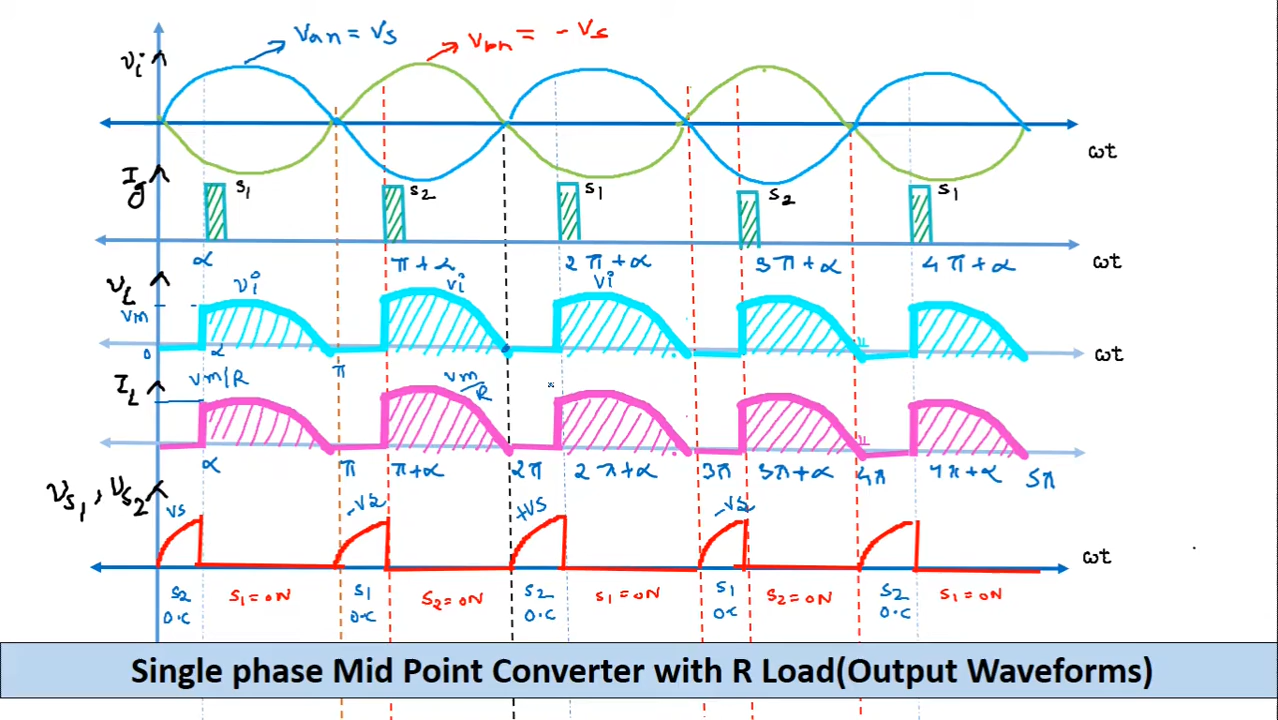 Van = Vs
Vbn = - Vs
Vi
ωt
Ig
S1
S2
S1
S2
S1
α
π + α
2π + α
3π + α
4π + α
ωt
VL
Vi
Vi
Vi
Vm
0
α
π
ωt
IL
Vm/R
Vm/R
α
π
π + α
2π
2π + α
3π
3π + α
4π
4π + α
5π
VS1, VS2
VS
-VS
+VS
-VS
ωt
S2
O.C
S1 = ON
S1
O.C
S2 = ON
S2
O.C
S1 = ON
S1
O.C
S2 = ON
S2
O.C
S1 = ON
Single phase Mid Point Converter with R Load(Output Waveforms)